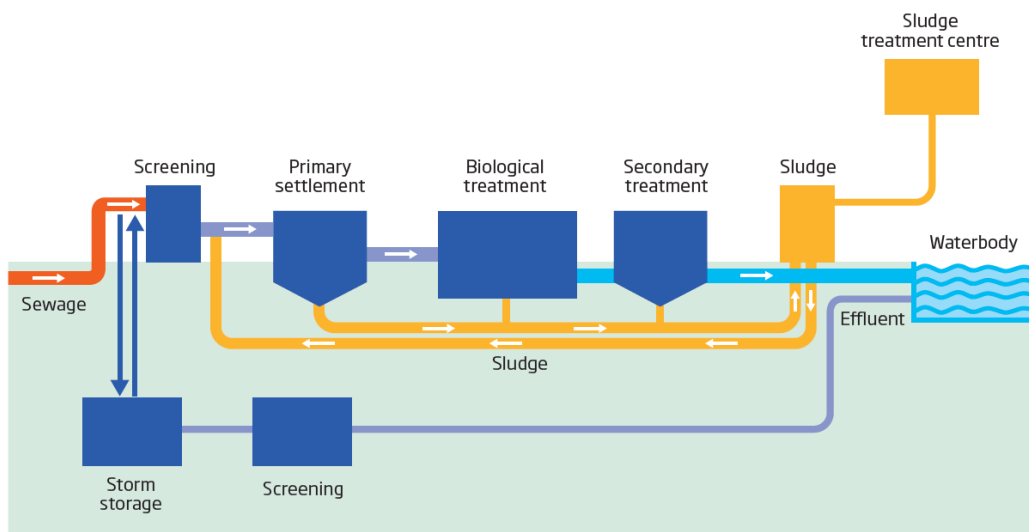 Sludge
treatment centre
Screening
Primary
settlement
Biological
treatment
Secondary
treatment
Sludge
Waterbody
Sewage
Effluent
Sludge
Storm
storage
Screening